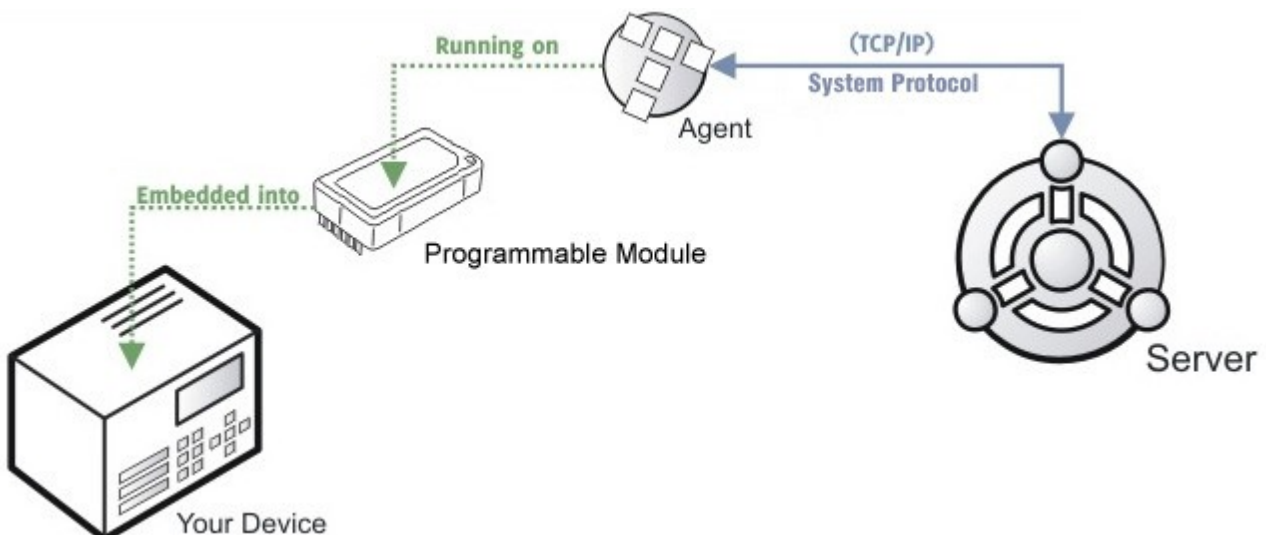 Running on
(TCP/IP)
System Protocol
Agent
Embedded into
Programmable Module
Server
Your Device